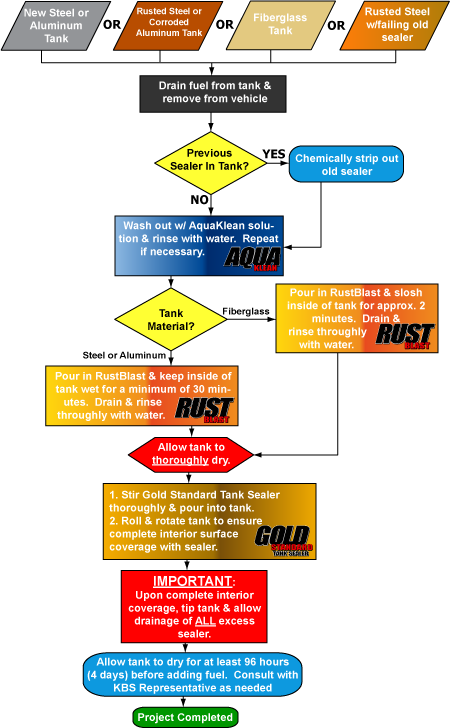 New Steel or
Aluminum
Tank
OR
Rusted Steel or
Corroded
Aluminum Tank
OR
Fiberglass
Tank
OR
Rusted Steel
w/failing old
sealer
Drain fuel from tank &
remove from vehicle
Previous
Sealer In Tank?
YES
Chemically strip out
old sealer
NO
Wash out w/ AquaKlean solu-
tion & rinse with water. Repeat
if necessary.
AQUA
KLEAN
Tank
Material?
Fiberglass
Pour in RustBlast & slosh
inside of tank for approx. 2
minutes. Drain &
rinse throughly
with water.
RUST
BLAST
Steel or Aluminum
Pour in RustBlast & keep inside of
tank wet for a minimum of 30 min-
utes. Drain & rinse
throughly with water.
RUST
BLAST
Allow tank to
thoroughly dry.
1. Stir Gold Standard Tank Sealer
thoroughly & pour into tank.
2. Roll & rotate tank to ensure
complete interior surface
coverage with sealer.
GOLD
STANDARD
TANK SEALER
IMPORTANT:
Upon complete interior
coverage, tip tank & allow
drainage of ALL excess
sealer.
Allow tank to dry for at least 96 hours
(4 days) before adding fuel. Consult with
KBS Representative as needed
Project Completed